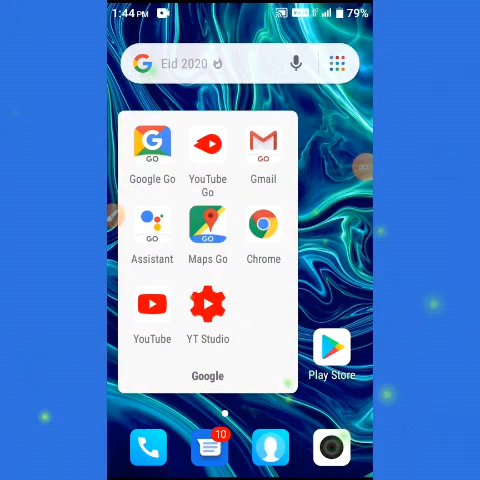 1:44 PM
79%
Eid 2020
GO
GO
Google Go
YouTube
Go
Gmail
GO
GO
Assistant
Maps Go
Chrome
YouTube
YT Studio
Google
Play Store
10